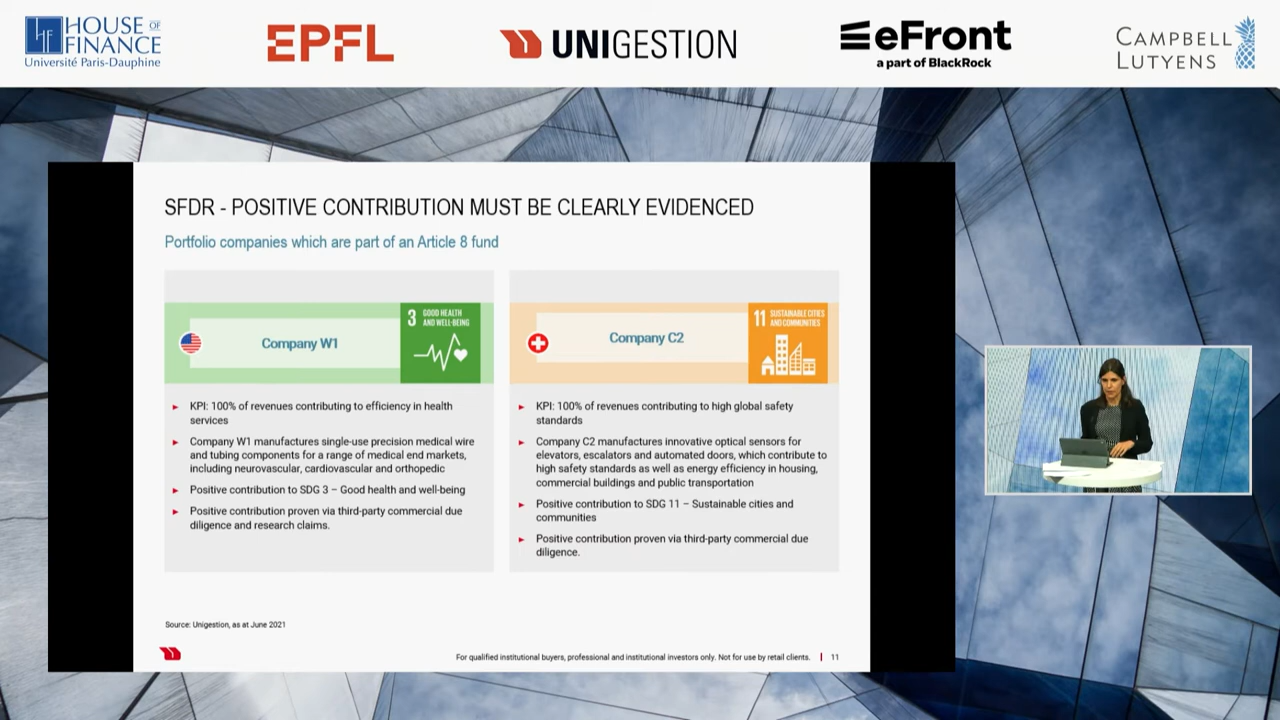 HOUSE OF
FINANCE
Université Paris-Dauphine
EPFL
UNIGESTION
eFront
a part of BlackRock
CAMPBELL
LUTYENS
SFDR - POSITIVE CONTRIBUTION MUST BE CLEARLY EVIDENCED
Portfolio companies which are part of an Article 8 fund
Company W1
3 GOOD HEALTH
AND WELL-BEING
KPI: 100% of revenues contributing to efficiency in health
services
Company W1 manufactures single-use precision medical wire
and tubing components for a range of medical end markets,
including neurovascular, cardiovascular and orthopedic
Positive contribution to SDG 3 – Good health and well-being
Positive contribution proven via third-party commercial due
diligence and research claims.
Company C2
11 SUSTAINABLE CITIES
AND COMMUNITIES
KPI: 100% of revenues contributing to high global safety
standards
Company C2 manufactures innovative optical sensors for
elevators, escalators and automated doors, which contribute to
high safety standards as well as energy efficiency in housing,
commercial buildings and public transportation
Positive contribution to SDG 11 – Sustainable cities and
communities
Positive contribution proven via third-party commercial due
diligence.
Source: Unigestion, as at June 2021
For qualified institutional buyers, professional and institutional investors only. Not for use by retail clients. 11